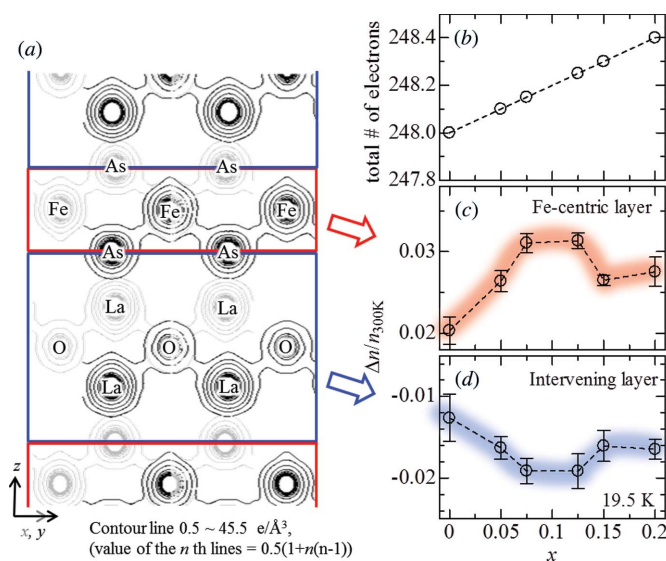 (a)
As
As
Fe
Fe
Fe
As
As
La
La
O
O
O
La
La
z
x, y
Contour line 0.5 ~ 45.5 e/Å³,
(value of the n th lines = 0.5(1+n(n-1))
(b)
total # of electrons
248.4
248.2
248.0
247.8
(c)
Fe-centric layer
0.03
0.02
Δn/n300K
(d)
Intervening layer
-0.01
-0.02
19.5 K
0 0.05 0.1 0.15 0.2
x